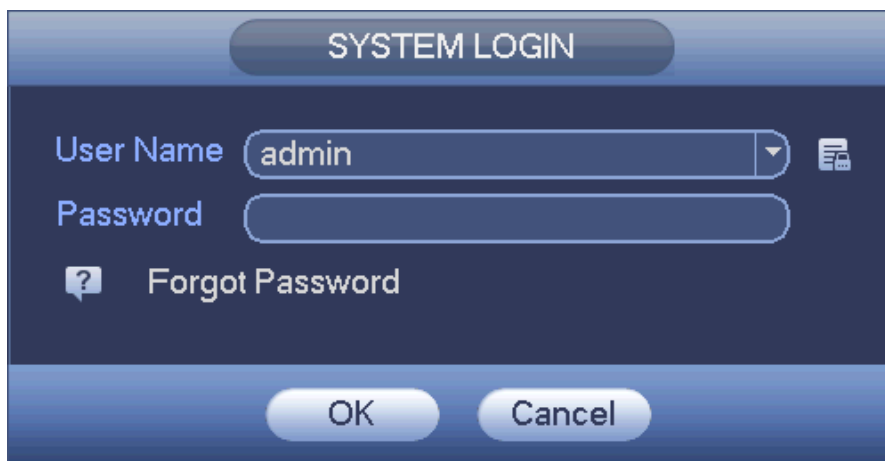 SYSTEM LOGIN
User Name admin
Password
? Forgot Password
OK Cancel